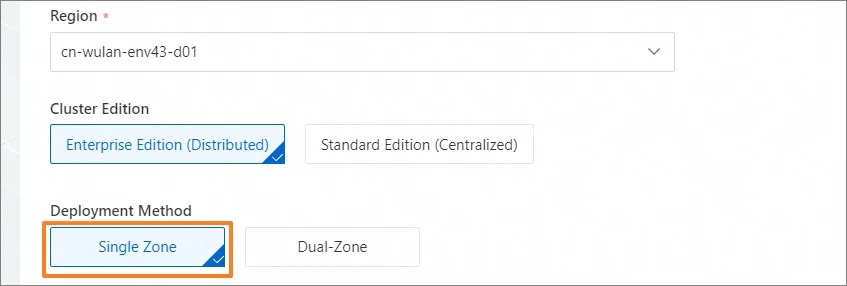 Region *
cn-wulan-env43-d01
Cluster Edition
Enterprise Edition (Distributed)
Standard Edition (Centralized)
Deployment Method
Single Zone
Dual-Zone